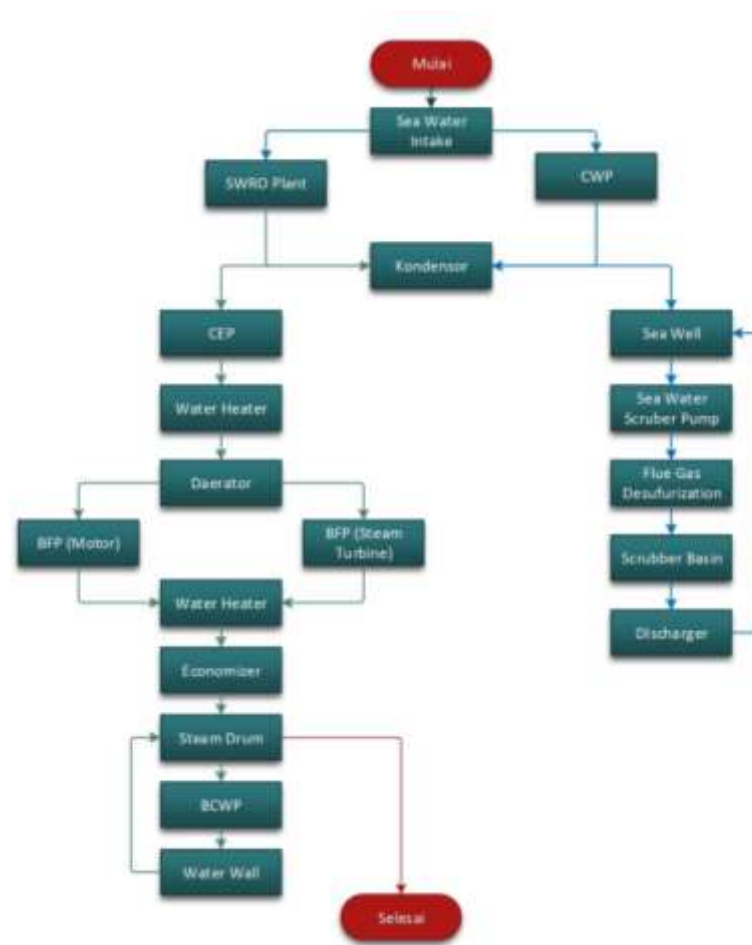 Mulai
Sea Water
Intake
SWRO Plant
CWP
Kondensor
CEP
Sea Well
Water Heater
Sea Water
Scruber Pump
Daerator
Flue Gas
Desufurization
BFP (Motor)
BFP (Steam
Turbine)
Scrubber Basin
Water Heater
Discharger
Economizer
Steam Drum
BCWP
Water Wall
Selesai